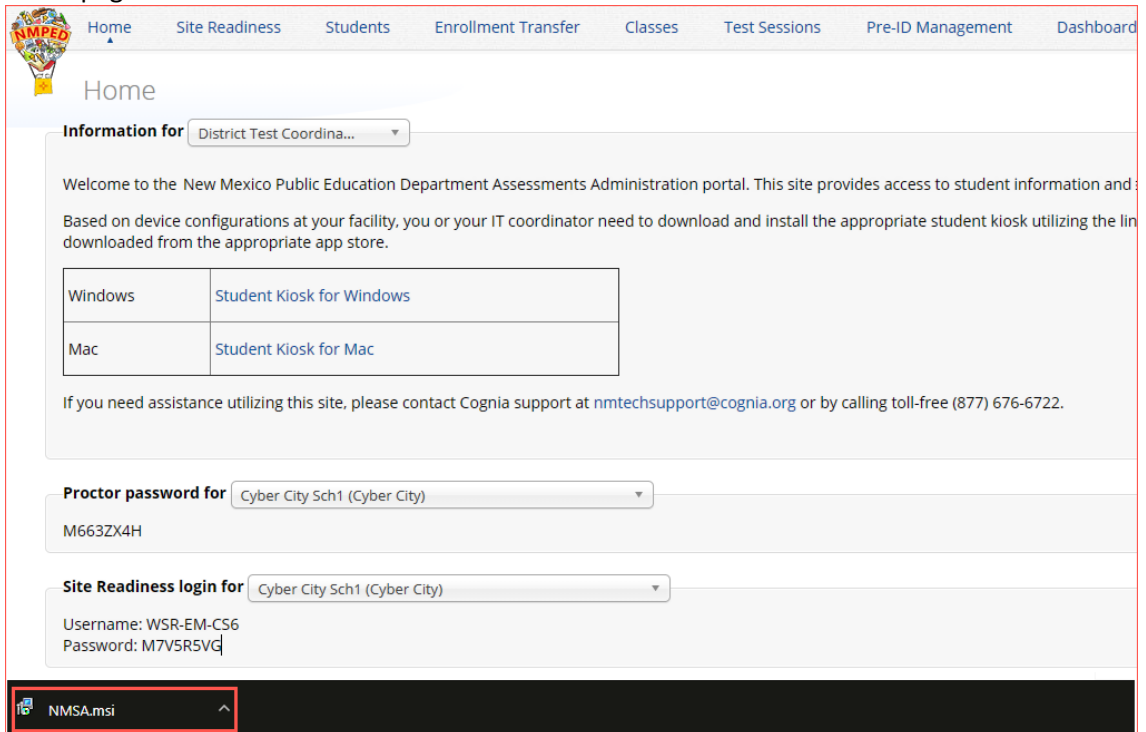 NMPED
Home Site Readiness Students Enrollment Transfer Classes Test Sessions Pre-ID Management Dashboard
Home
Information for District Test Coordina...
Welcome to the New Mexico Public Education Department Assessments Administration portal. This site provides access to student information and
Based on device configurations at your facility, you or your IT coordinator need to download and install the appropriate student kiosk utilizing the lin
downloaded from the appropriate app store.
Windows Student Kiosk for Windows
Mac Student Kiosk for Mac
If you need assistance utilizing this site, please contact Cognia support at nmtechsupport@cognia.org or by calling toll-free (877) 676-6722.
Proctor password for Cyber City Sch1 (Cyber City)
M663ZX4H
Site Readiness login for Cyber City Sch1 (Cyber City)
Username: WSR-EM-CS6
Password: M7V5R5VG
NMSA.msi